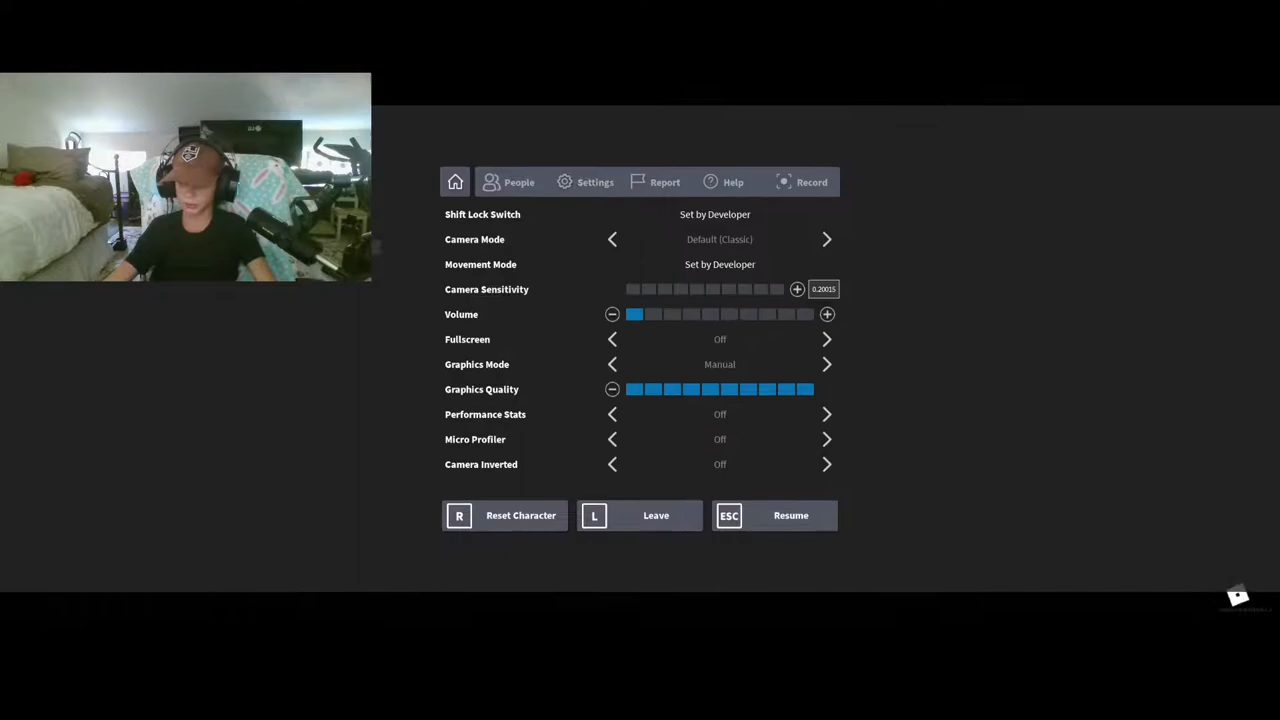 People Settings Report Help Record
Shift Lock Switch Set by Developer
Camera Mode Default (Classic)
Movement Mode Set by Developer
Camera Sensitivity 0.20015
Volume
Fullscreen Off
Graphics Mode Manual
Graphics Quality
Performance Stats Off
Micro Profiler Off
Camera Inverted Off
R Reset Character L Leave ESC Resume